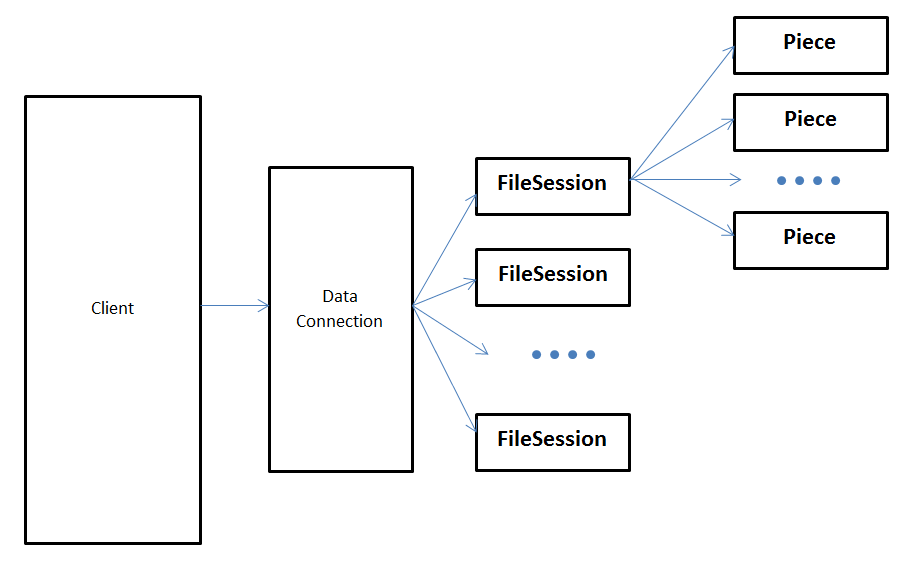 Client
Data
Connection
FileSession
FileSession
FileSession
Piece
Piece
Piece